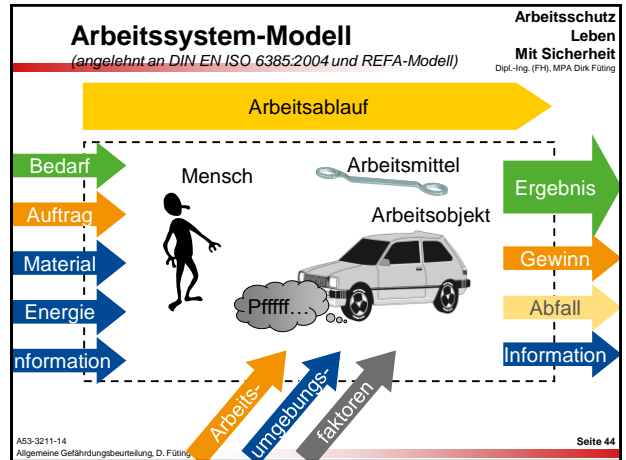 Arbeitssystem-Modell
(angelehnt an DIN EN ISO 6385:2004 und REFA-Modell)
Arbeitsschutz
Leben
Mit Sicherheit
Dipl.-Ing. (FH), MPA Dirk Füting
Arbeitsablauf
Bedarf
Auftrag
Material
Energie
nformation
Mensch
Arbeitsmittel
Arbeitsobjekt
Pfffff...
Ergebnis
Gewinn
Abfall
Information
Arbeits-
umgebungs-
faktoren
A53-3211-14
Allgemeine Gefährdungsbeurteilung, D. Füting
Seite 44